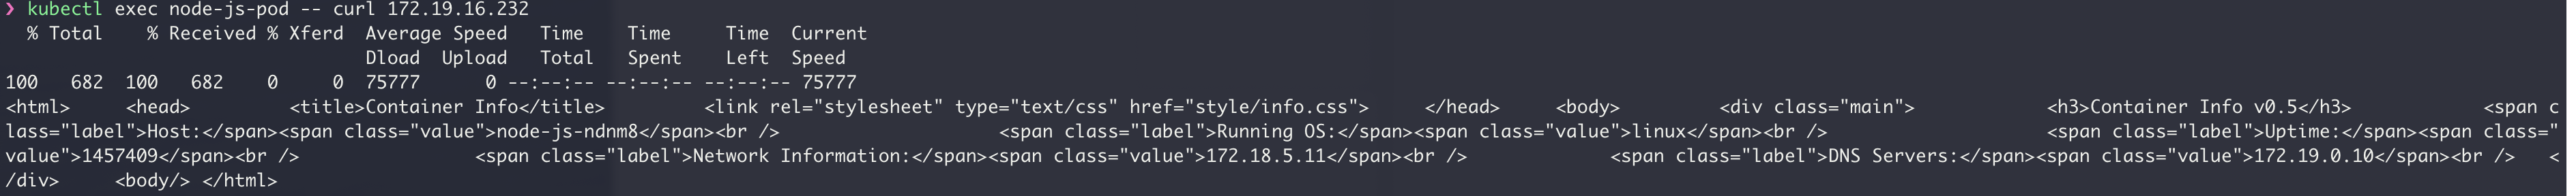 ❯ kubectl exec node-js-pod -- curl 172.19.16.232
  % Total    % Received % Xferd  Average Speed   Time    Time     Time  Current
                                 Dload  Upload   Total   Spent    Left  Speed
100   682  100   682    0     0  75777      0 --:--:-- --:--:-- --:--:-- 75777
<html>     <head>         <title>Container Info</title>         <link rel="stylesheet" type="text/css" href="style/info.css">     </head>     <body>         <div class="main">            <h3>Container Info v0.5</h3>             <span c
lass="label">Host:</span><span class="value">node-js-ndnm8</span><br />                    <span class="label">Running OS:</span><span class="value">linux</span><br />                    <span class="label">Uptime:</span><span class="
value">1457409</span><br />                <span class="label">Network Information:</span><span class="value">172.18.5.11</span><br />             <span class="label">DNS Servers:</span><span class="value">172.19.0.10</span><br />   <
/div>     <body/> </html>